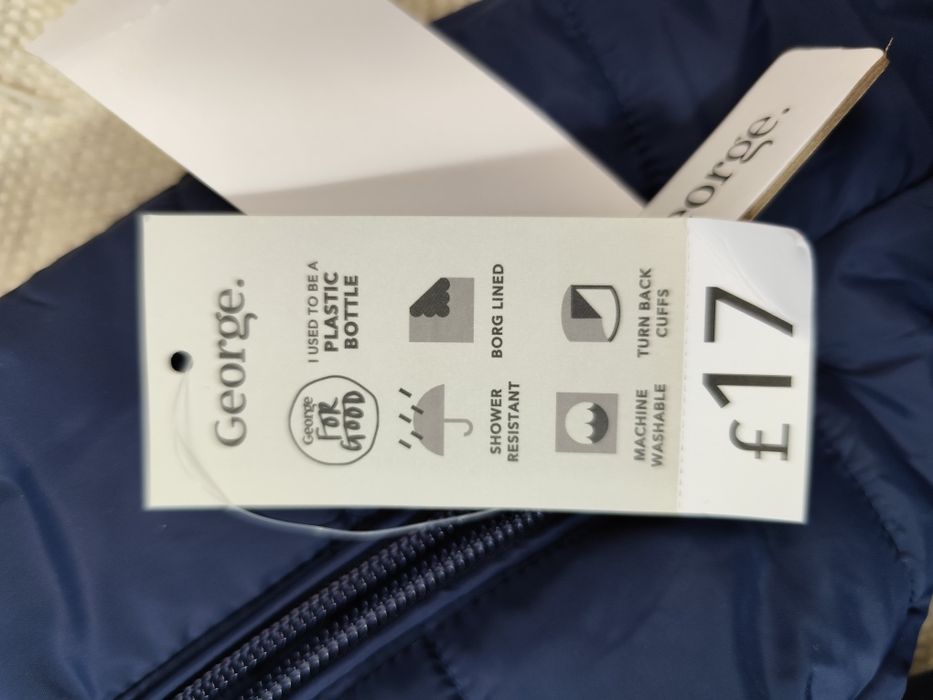 George.
George
FOR
GOOD
I USED TO BE A
PLASTIC
BOTTLE
SHOWER
RESISTANT
BORG LINED
MACHINE
WASHABLE
TURN BACK
CUFFS
£17
eorge.